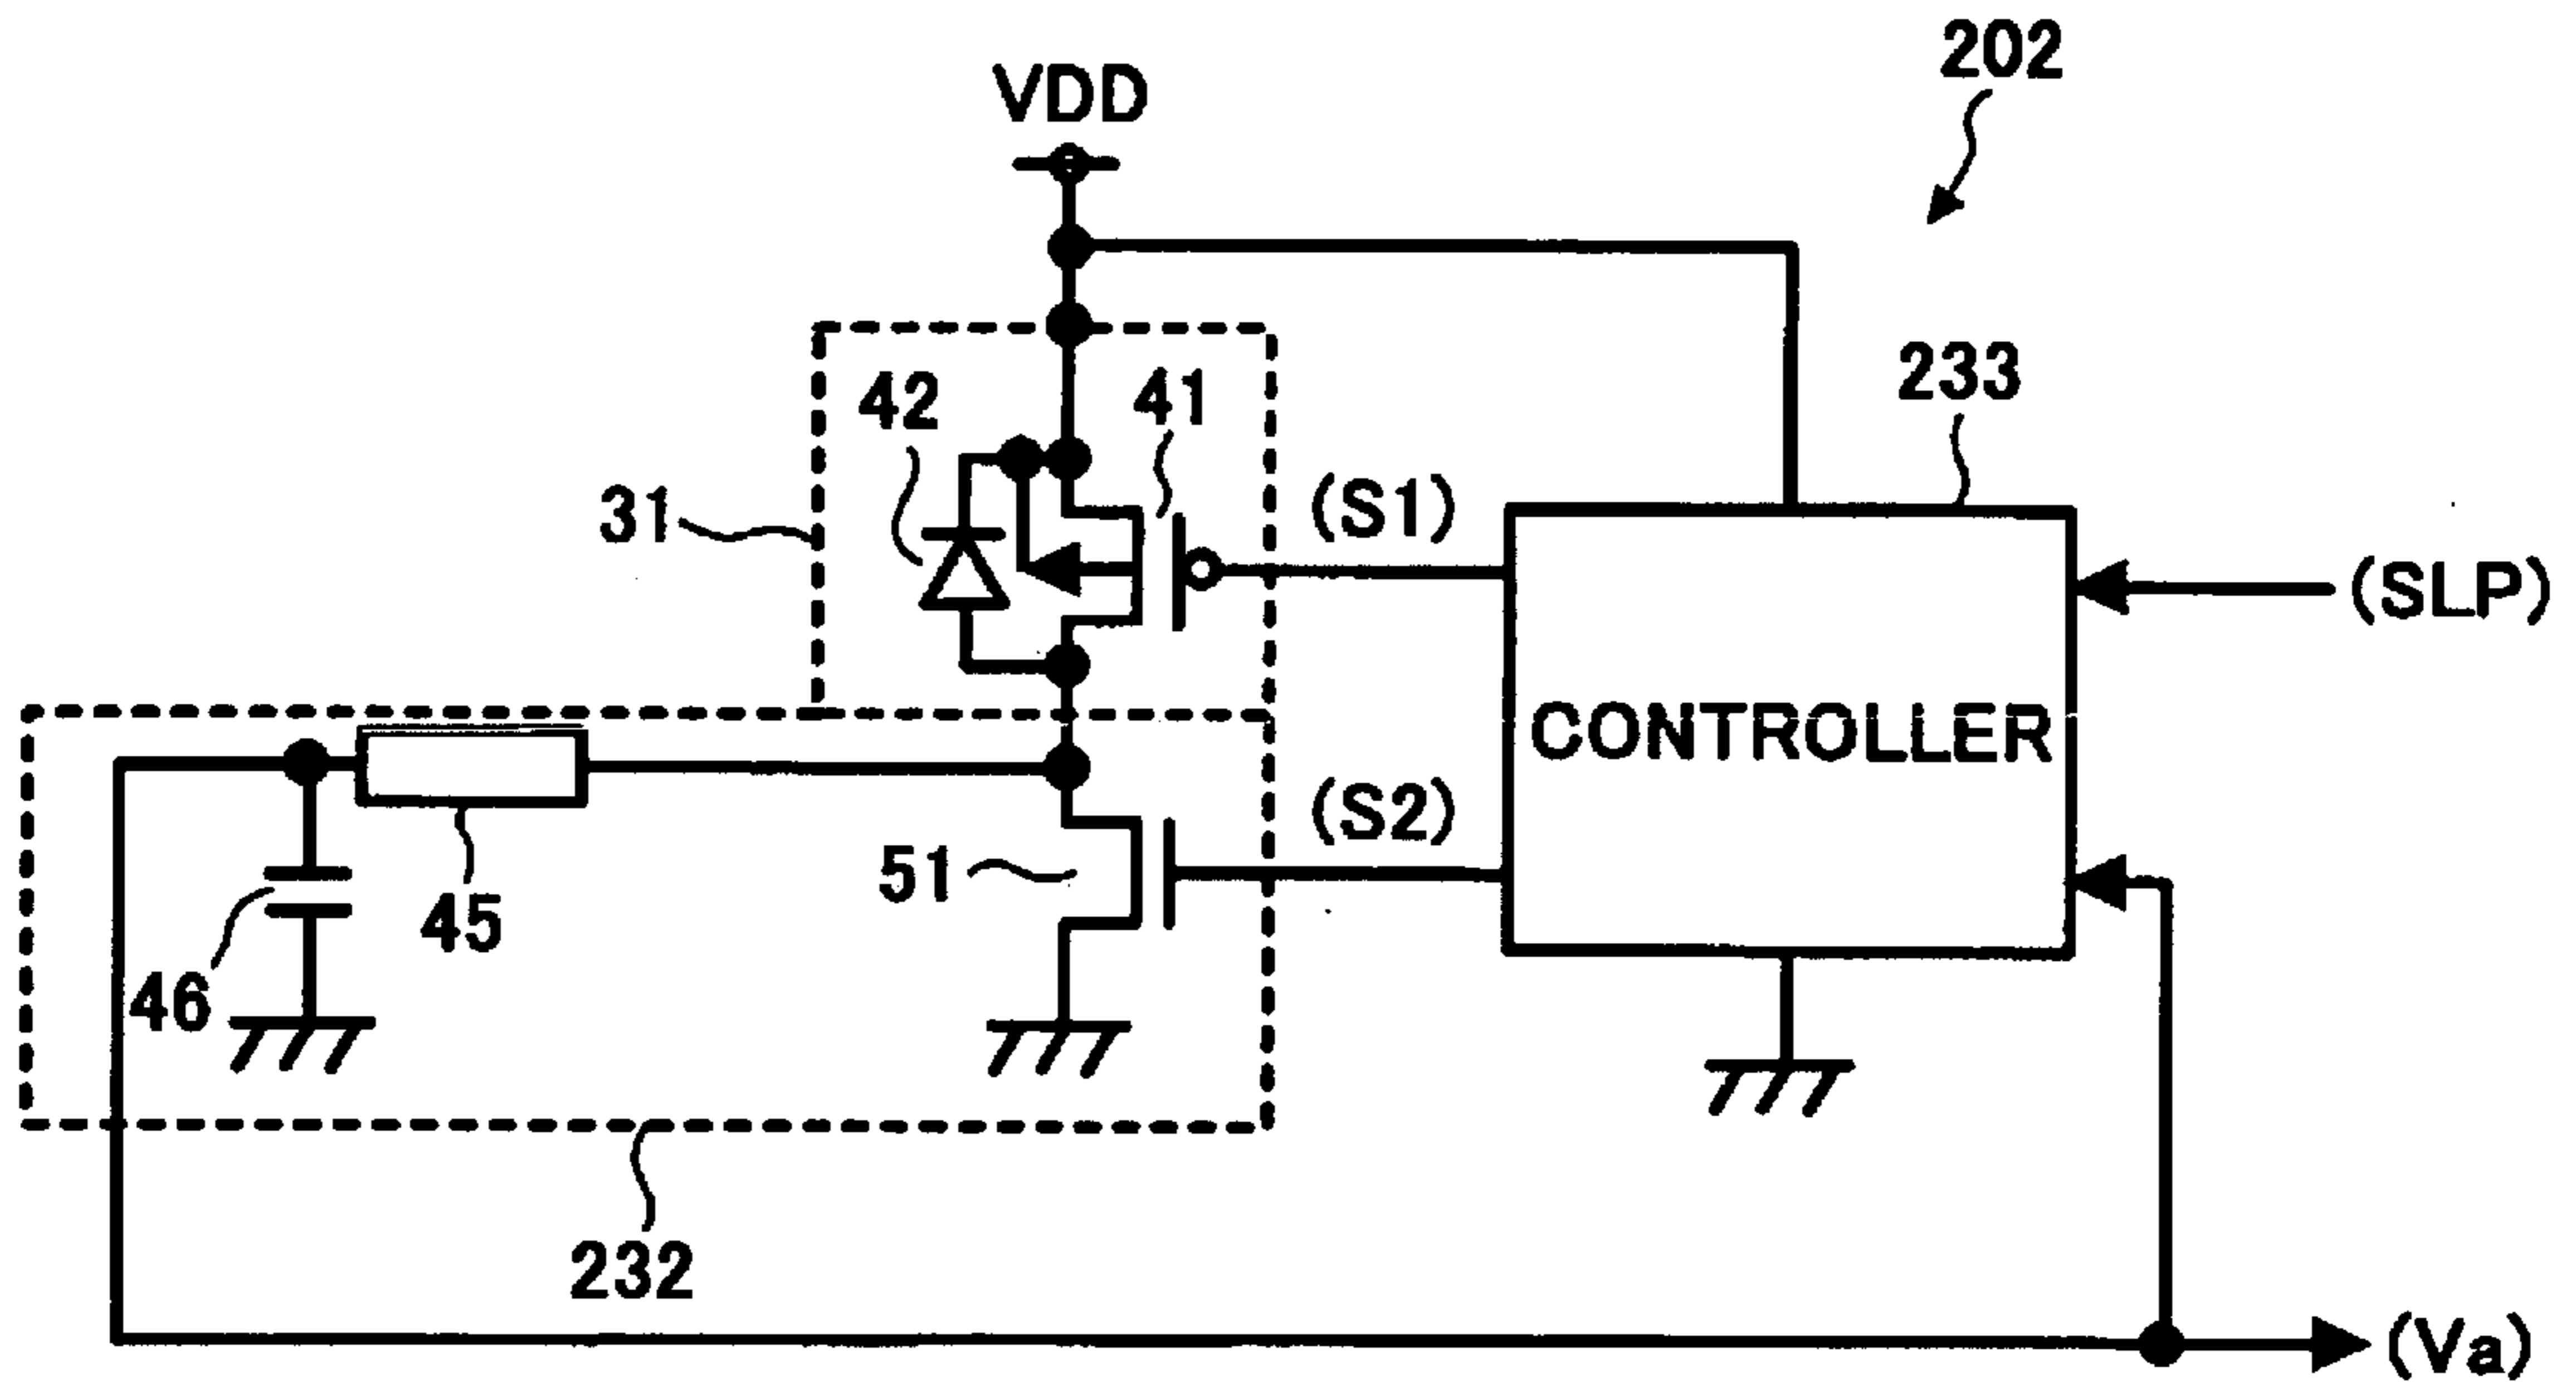 202
VDD
233
42
41
31
(S1)
(SLP)
CONTROLLER
(S2)
51
45
46
232
(Va)